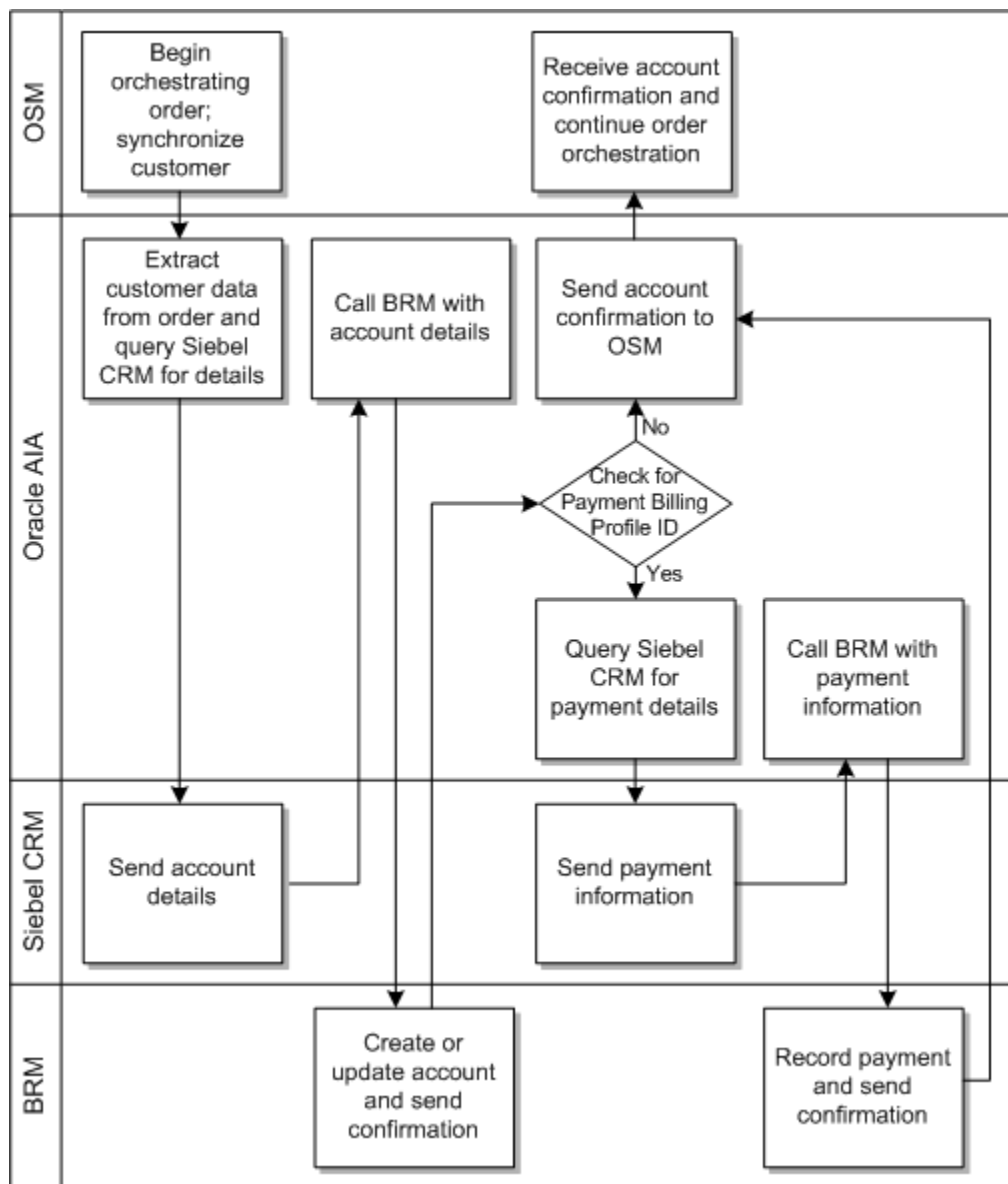 OSM
Begin
orchestrating
order;
synchronize
customer
Receive account
confirmation and
continue order
orchestration
Oracle AIA
Extract
customer data
from order and
query Siebel
CRM for details
Call BRM with
account details
Send account
confirmation to
OSM
No
Check for
Payment Billing
Profile ID
Yes
Query Siebel
CRM for
payment details
Call BRM with
payment
information
Siebel CRM
Send account
details
Send payment
information
BRM
Create or
update account
and send
confirmation
Record payment
and send
confirmation